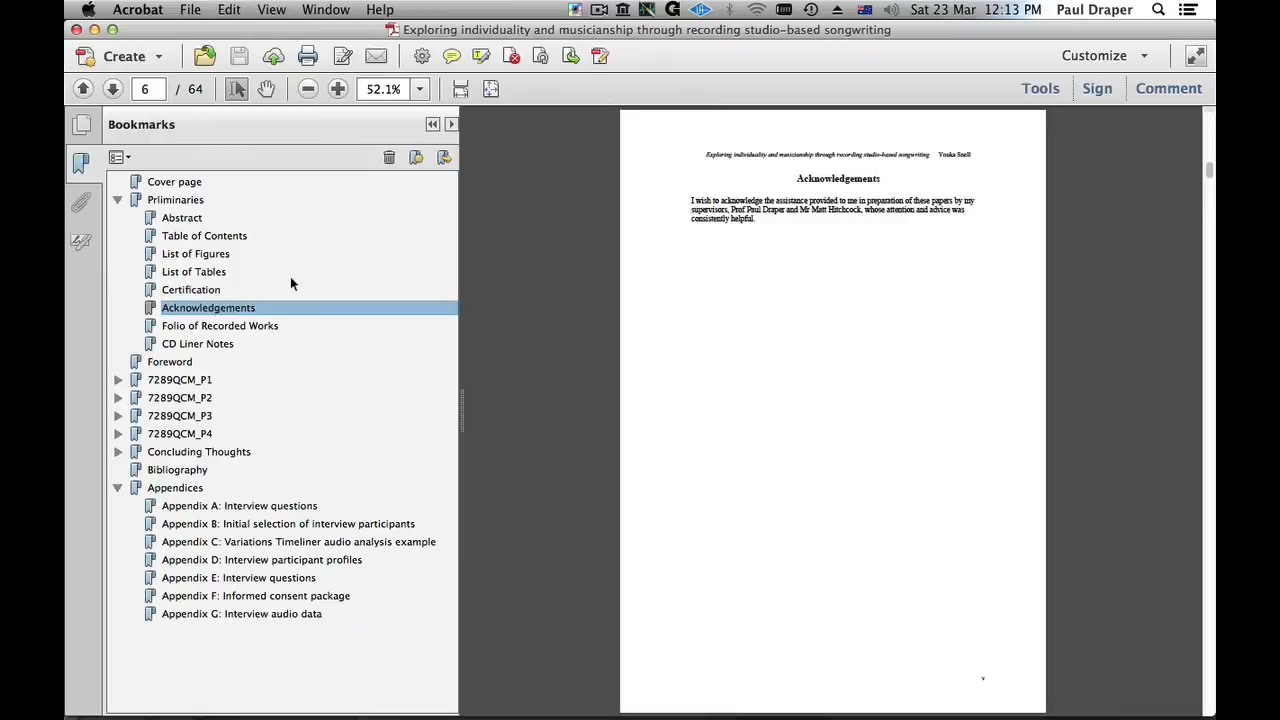 Acrobat File Edit View Window Help Sat 23 Mar 12:13 PM Paul Draper
Exploring individuality and musicianship through recording studio-based songwriting
Create Customize
6 / 64 52.1% Tools Sign Comment
Bookmarks
Cover page
Prliminaries
Abstract
Table of Contents
List of Figures
List of Tables
Certification
Acknowledgements
Folio of Recorded Works
CD Liner Notes
Foreword
7289QCM_P1
7289QCM_P2
7289QCM_P3
7289QCM_P4
Concluding Thoughts
Bibliography
Appendices
Appendix A: Interview questions
Appendix B: Initial selection of interview participants
Appendix C: Variations Timeliner audio analysis example
Appendix D: Interview participant profiles
Appendix E: Interview questions
Appendix F: Informed consent package
Appendix G: Interview audio data
Exploring individuality and musicianship through recording studio-based songwriting Youka Snell
Acknowledgements
I wish to acknowledge the assistance provided to me in preparation of these papers by my
supervisors, Prof Paul Draper and Mr Matt Hitchcock, whose attention and advice was
consistently helpful.
v